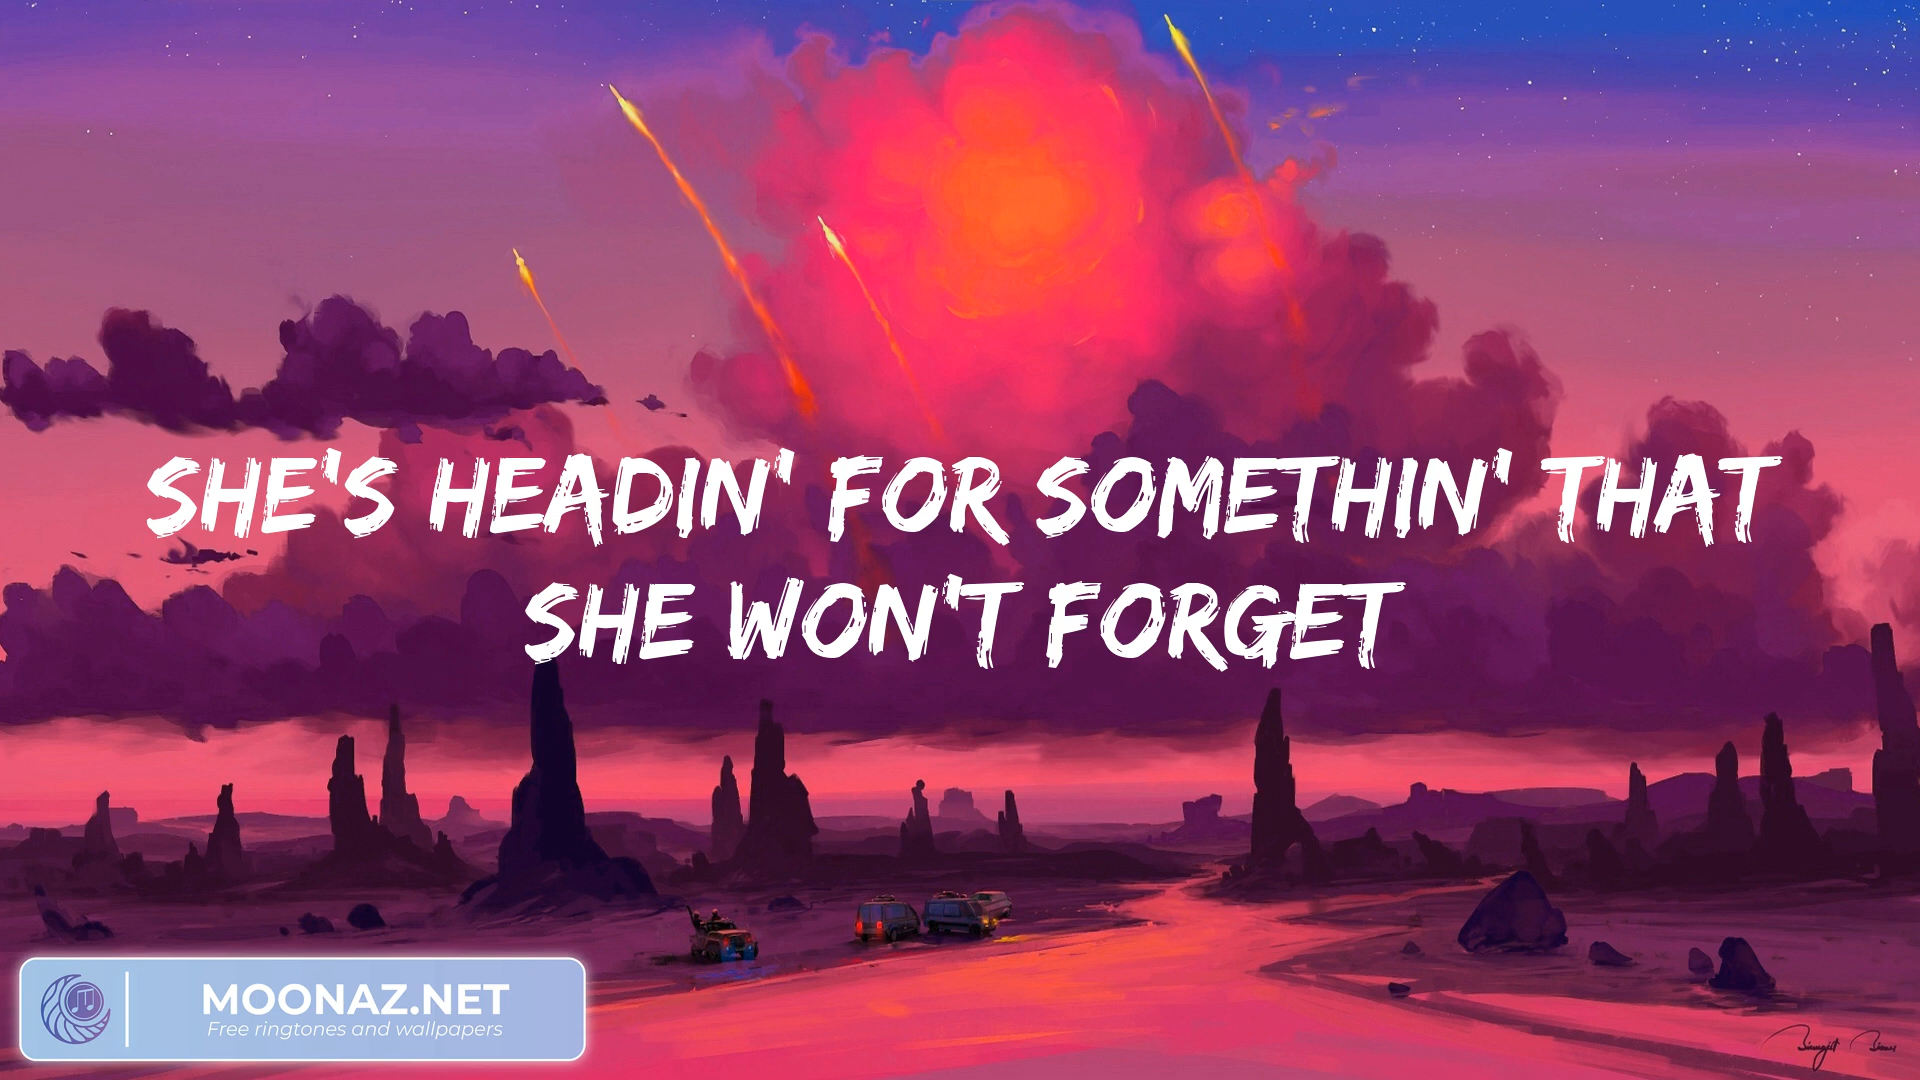 SHE'S HEADIN' FOR SOMETHIN' THAT
SHE WON'T FORGET
MOONAZ.NET
Free ringtones and wallpapers